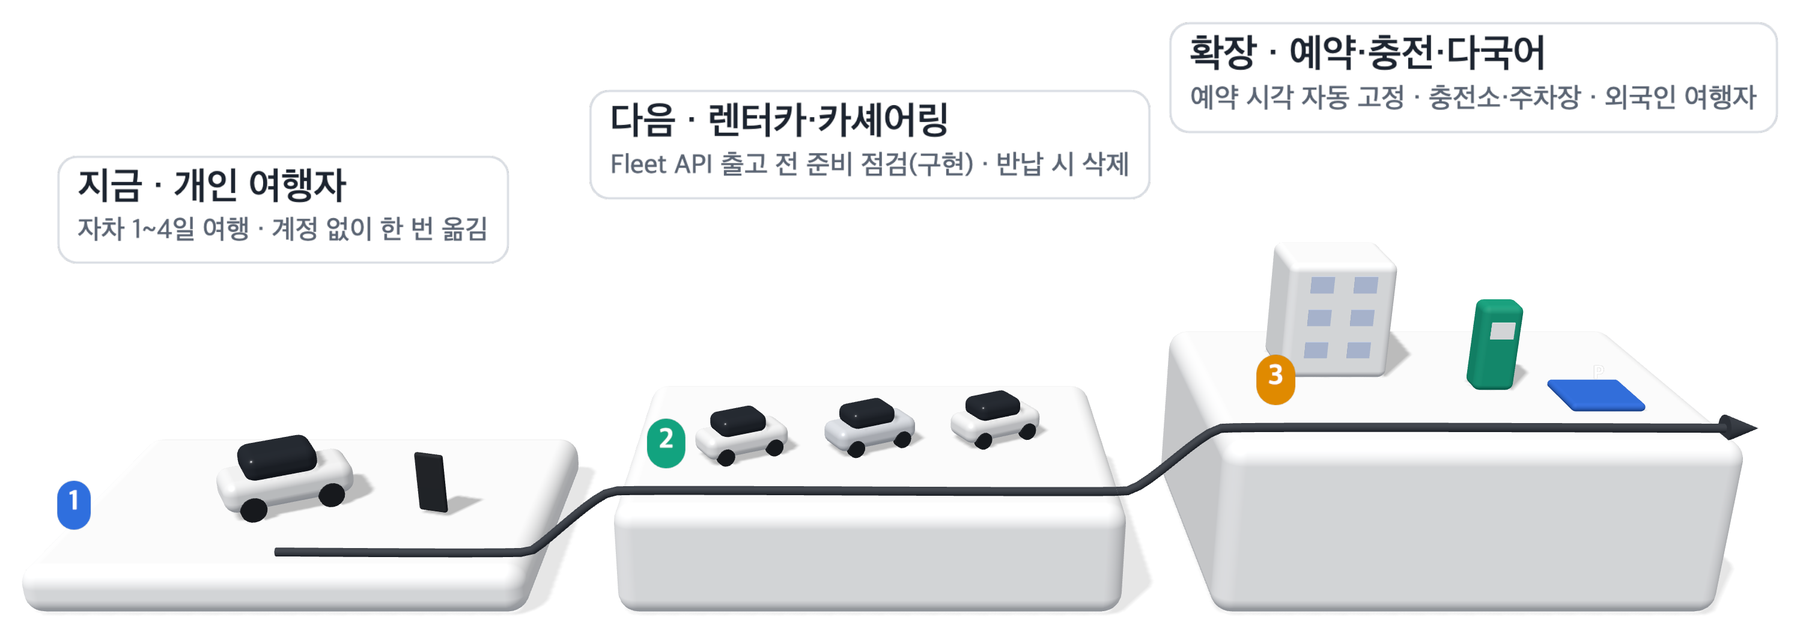 지금 · 개인 여행자
자차 1~4일 여행 · 계정 없이 한 번 옮김
다음 · 렌터카·카셰어링
Fleet API 출고 전 준비 점검(구현) · 반납 시 삭제
확장 · 예약·충전·다국어
예약 시각 자동 고정 · 충전소·주차장 · 외국인 여행자
1
2
3
P